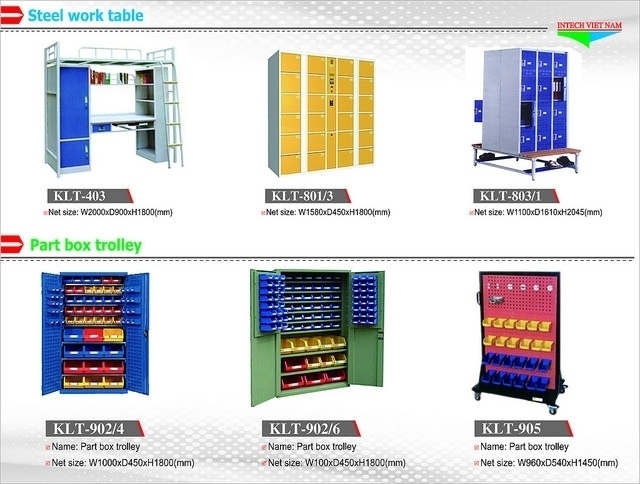 Steel work table
INTECH VIET NAM
KLT-403
Net size: W2000xD900xH1800(mm)
KLT-801/3
Net size: W1580xD450xH1800(mm)
KLT-803/1
Net size: W1100xD1610xH2045(mm)
Part box trolley
KLT-902/4
Name: Part box trolley
Net size: W1000xD450xH1800(mm)
KLT-902/6
Name: Part box trolley
Net size: W100xD450xH1800(mm)
KLT-905
Name: Part box trolley
Net size: W960xD540xH1450(mm)